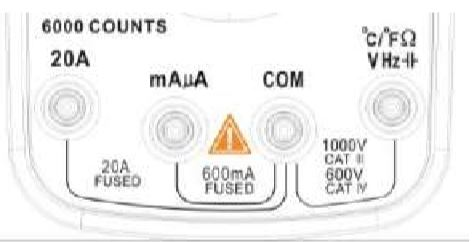 6000 COUNTS
°C/°FΩ
20A
VHz⊣⊢
mAμA
COM
20A
FUSED
600mA
FUSED
1000V
CAT III
600V
CAT IV